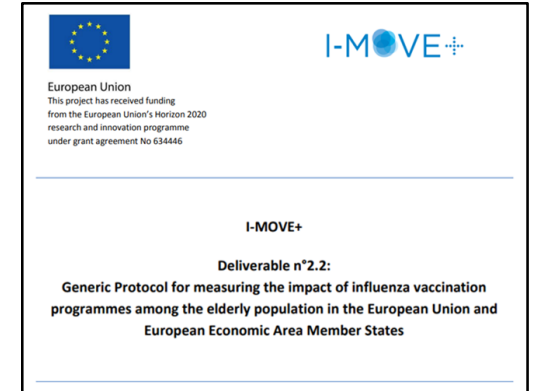 I-MOVE+
European Union
This project has received funding
from the European Union's Horizon 2020
research and innovation programme
under grant agreement No 634446
I-MOVE+
Deliverable n°2.2:
Generic Protocol for measuring the impact of influenza vaccination
programmes among the elderly population in the European Union and
European Economic Area Member States